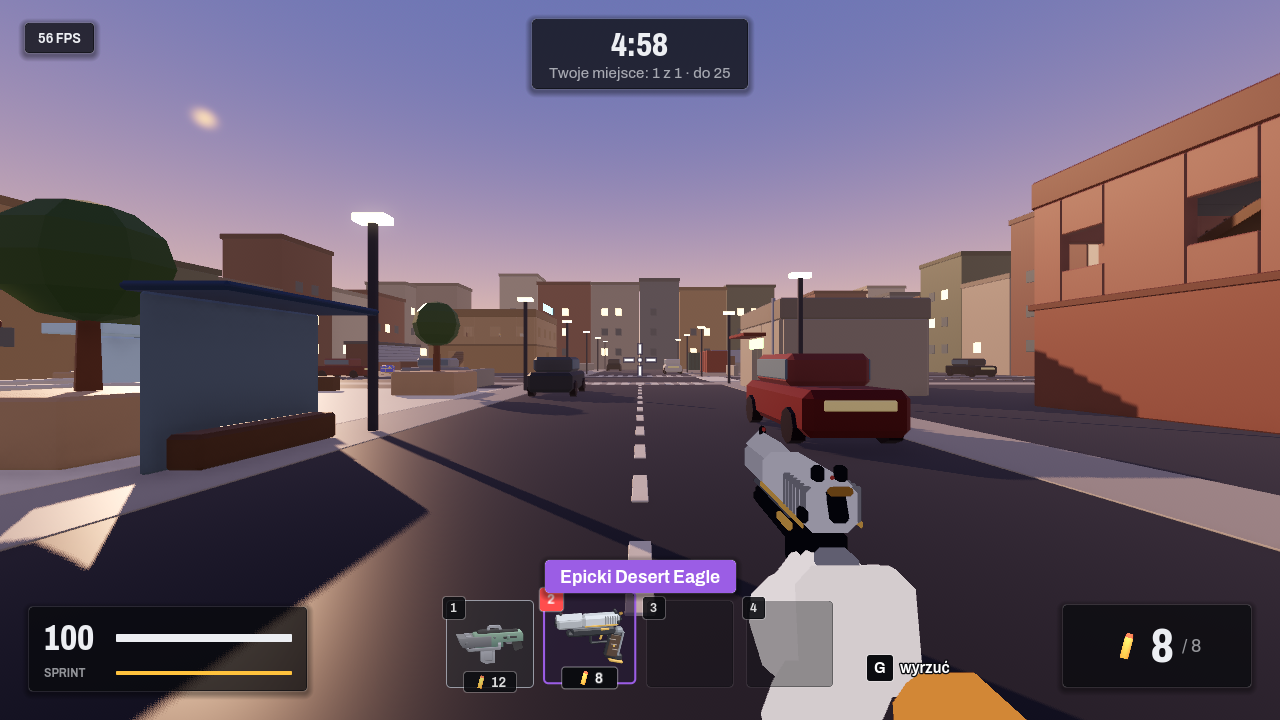 56 FPS
4:58
Twoje miejsce: 1 z 1 · do 25
Epicki Desert Eagle
100
SPRINT
1
12
2
8
3
4
G wyrzuć
8 / 8